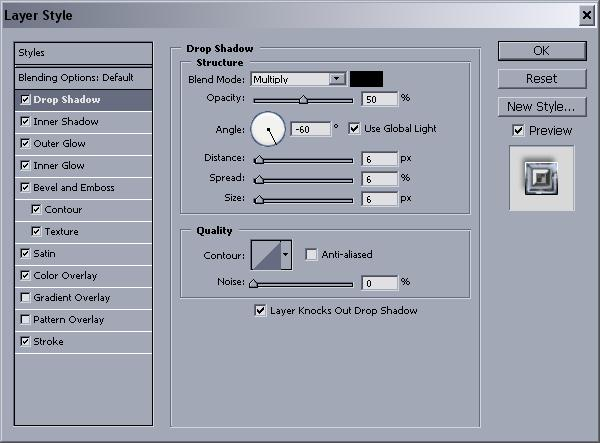 Layer Style
Styles
Blending Options: Default
Drop Shadow
Inner Shadow
Outer Glow
Inner Glow
Bevel and Emboss
Contour
Texture
Satin
Color Overlay
Gradient Overlay
Pattern Overlay
Stroke
Drop Shadow
Structure
Blend Mode: Multiply
Opacity: 50 %
Angle: -60 ° Use Global Light
Distance: 6 px
Spread: 6 %
Size: 6 px
Quality
Contour: Anti-aliased
Noise: 0 %
Layer Knocks Out Drop Shadow
OK
Reset
New Style...
Preview